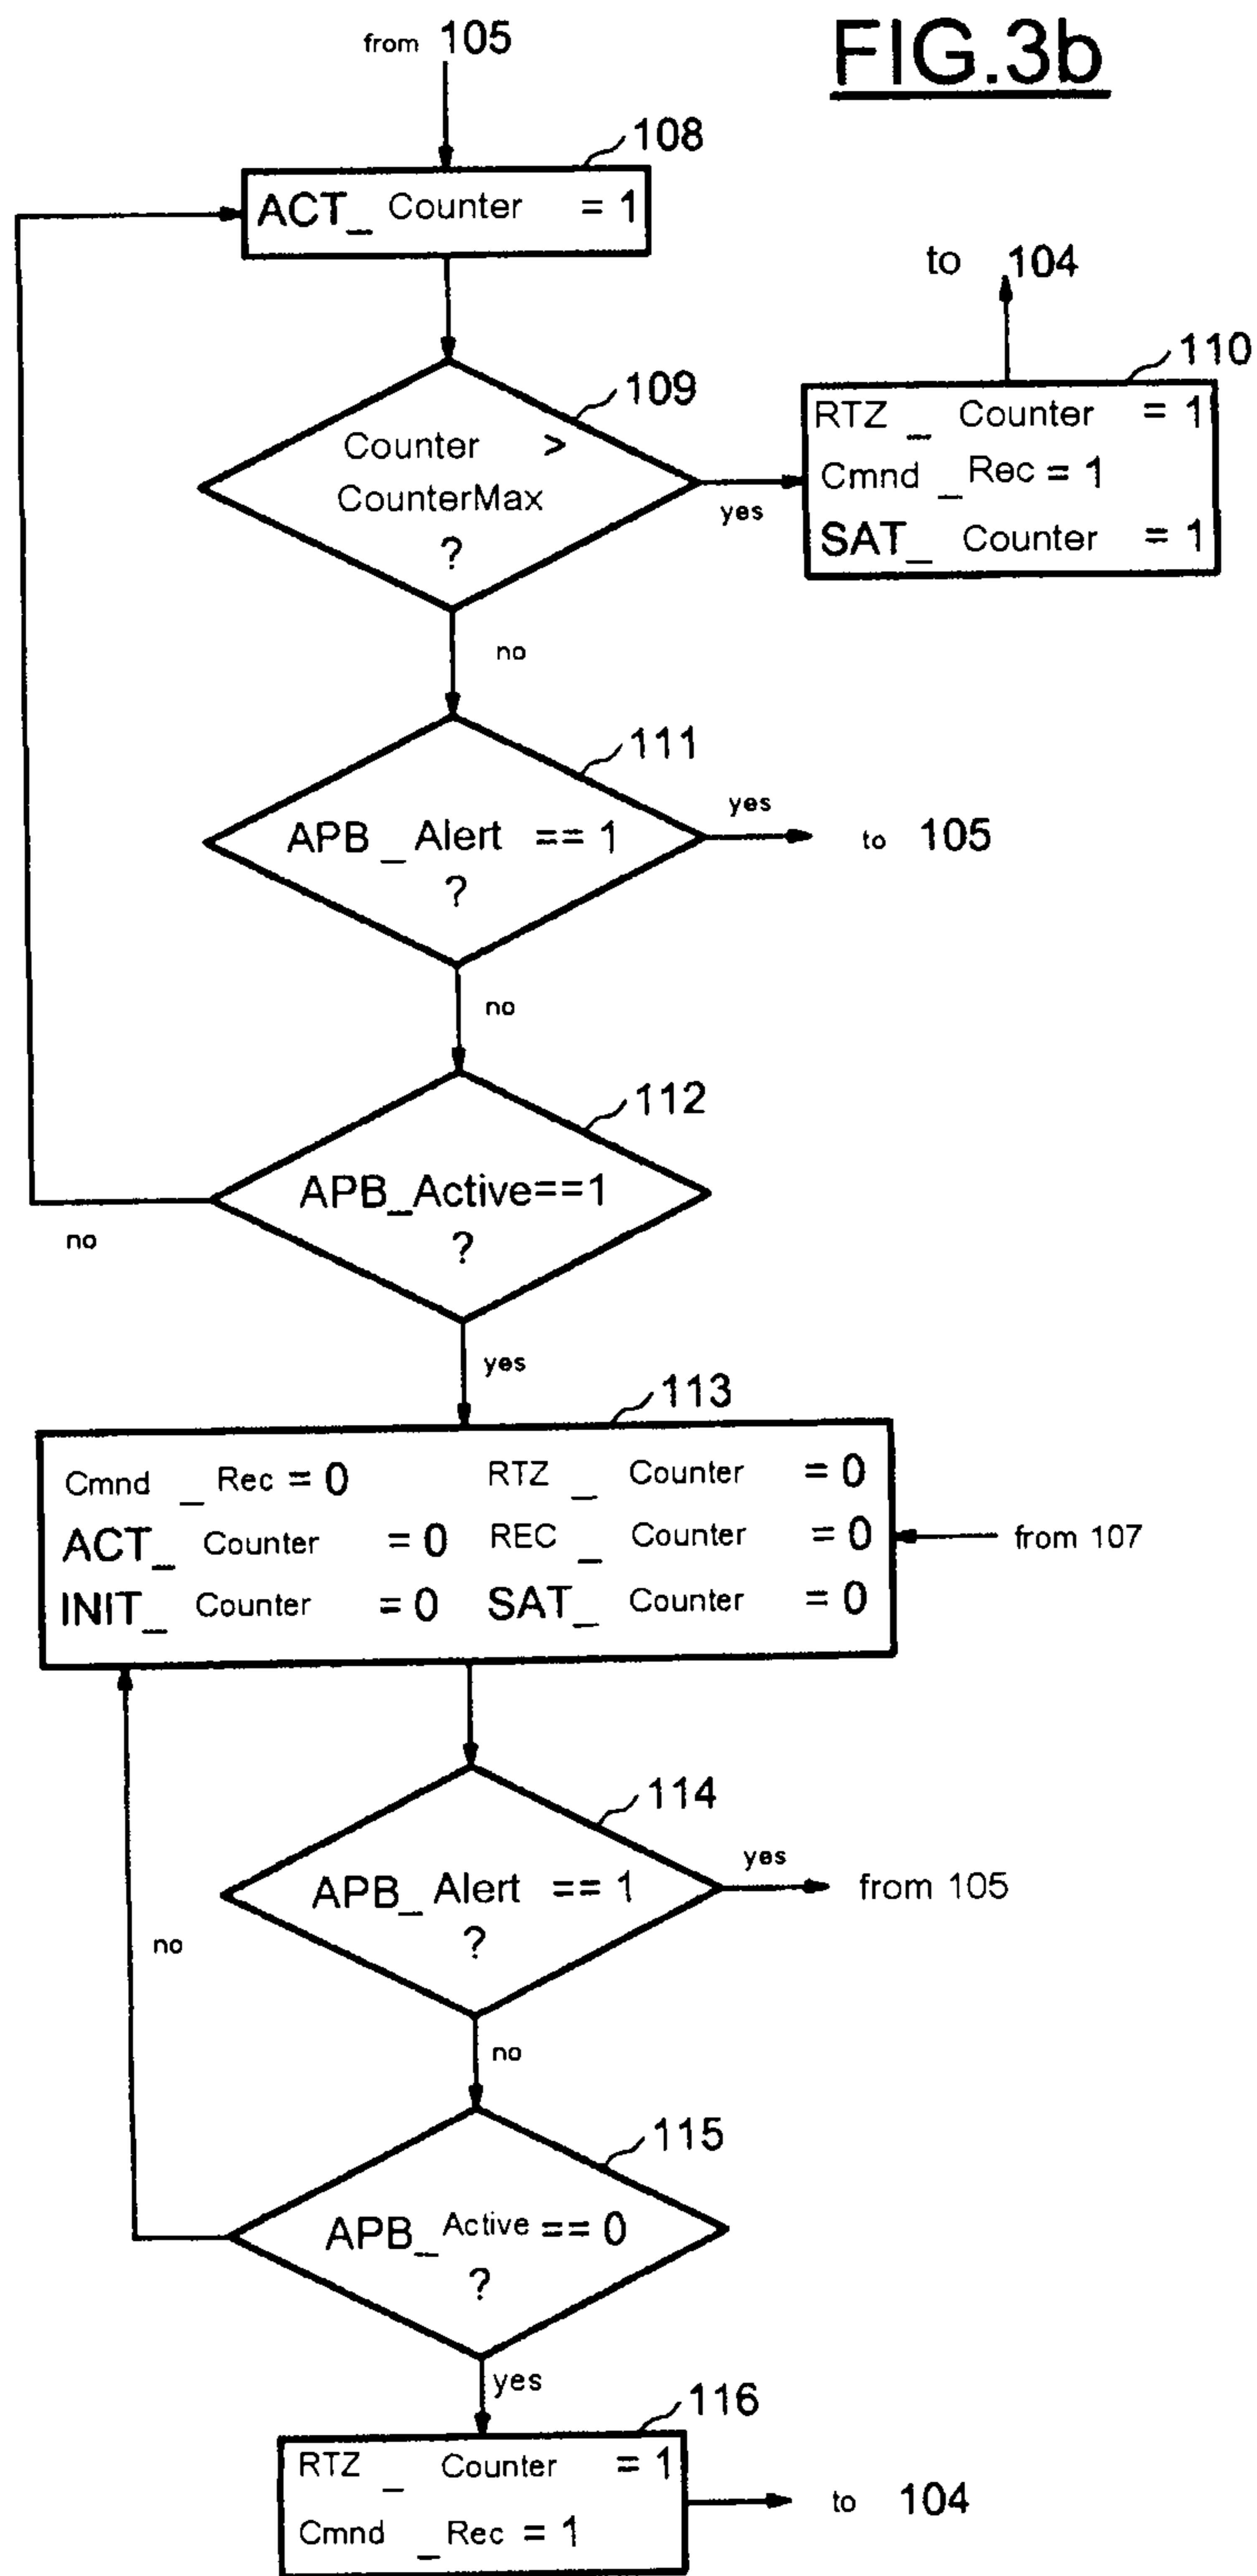 FIG.3b
from 105
108
ACT_ Counter = 1
to 104
110
RTZ _ Counter = 1
Cmnd _ Rec = 1
SAT_ Counter = 1
109
Counter >
CounterMax
?
yes
no
111
APB _ Alert == 1
?
yes
to 105
no
112
APB_Active==1
?
no
yes
113
Cmnd _ Rec = 0 RTZ _ Counter = 0
ACT_ Counter = 0 REC _ Counter = 0
INIT_ Counter = 0 SAT_ Counter = 0
from 107
114
APB_ Alert == 1
?
yes
from 105
no
no
115
APB_ Active == 0
?
yes
116
RTZ _ Counter = 1
Cmnd _ Rec = 1
to 104